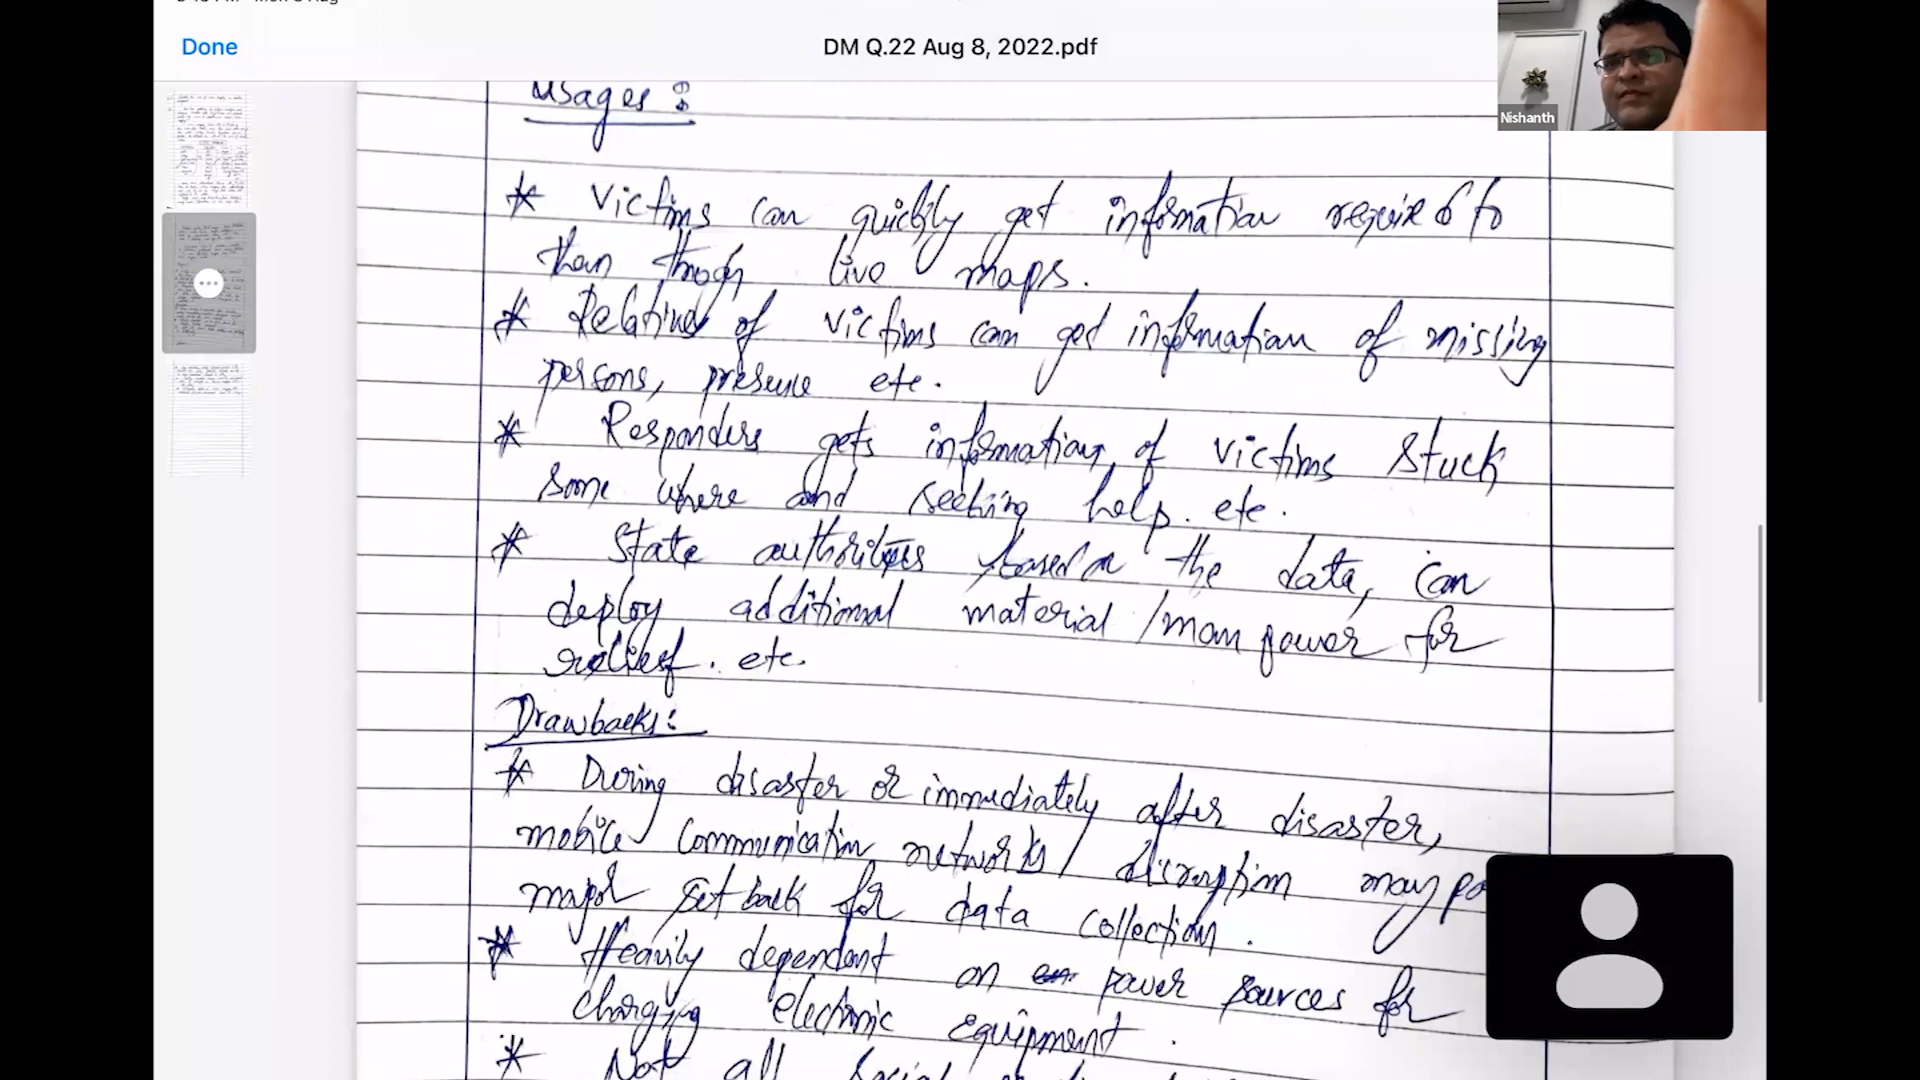 Done
DM Q.22 Aug 8, 2022.pdf
Nishanth
Usages :
* Victims can quickly get information required to
them through live maps.
* Relatives of victims can get information of missing
persons, presence etc.
* Responders gets information of victims stuck
some where and seeking help. etc.
* State authorities based on the data, can
deploy additional material / man power for
relief. etc.
Drawbacks:
* During disaster or immediately after disaster,
mobile communication networks disruption may
major set back for data collection.
* Heavily dependant on power sources for
charging electronic equipment.
* Not all social